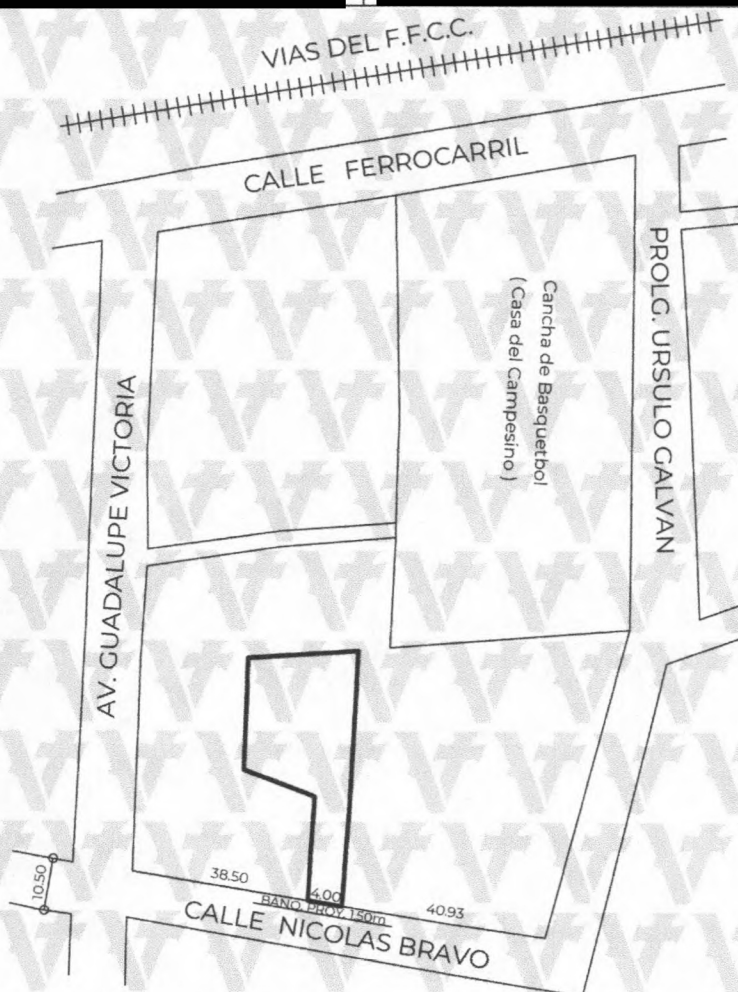 VIAS DEL F.F.C.C.
CALLE FERROCARRIL
PROLG. URSULO GALVAN
Cancha de Basquetbol
(Casa del Campesino)
AV. GUADALUPE VICTORIA
10.50
38.50
4.00
40.93
BANQ. PROY. 1.50m
CALLE NICOLAS BRAVO